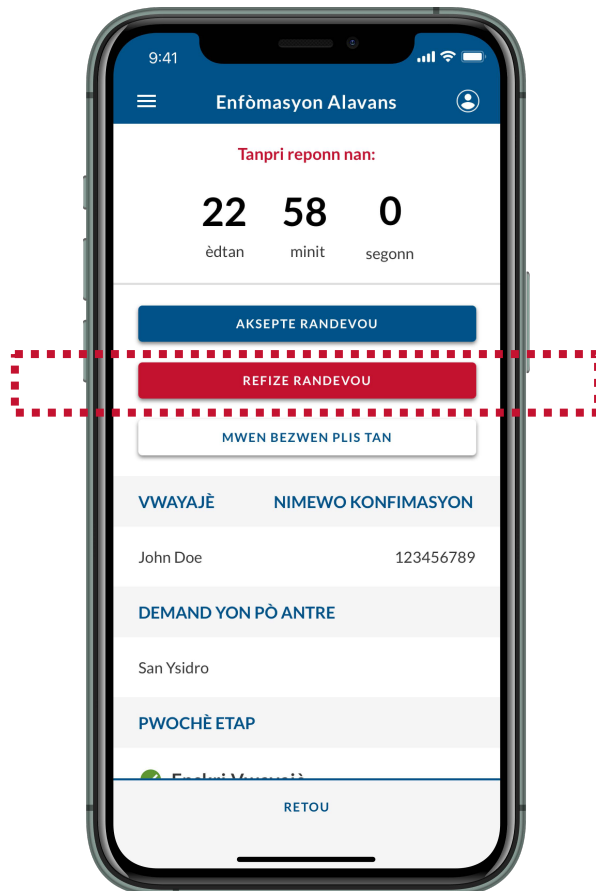 9:41
Enfòmasyon Alavans
Tanpri reponn nan:
22 58 0
èdtan minit segonn
AKSEPTE RANDEVOU
REFIZE RANDEVOU
MWEN BEZWEN PLIS TAN
VWAYAJÈ NIMEWO KONFIMASYON
John Doe 123456789
DEMAND YON PÒ ANTRE
San Ysidro
PWOCHÈ ETAP
RETOU